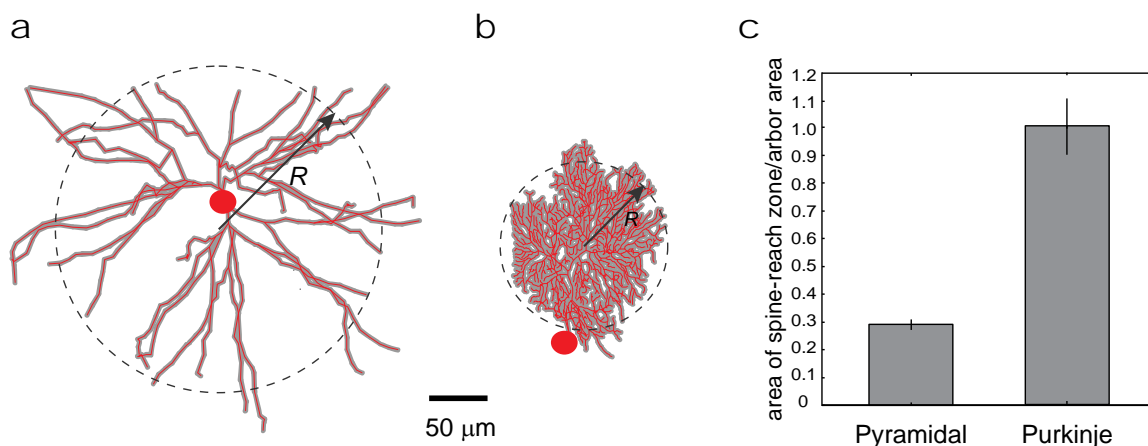 a
b
c
R
R
50 μm
area of spine-reach zone/arbor area
1.2
1.1
1.0
0.9
0.8
0.7
0.6
0.5
0.4
0.3
0.2
0.1
0
Pyramidal Purkinje